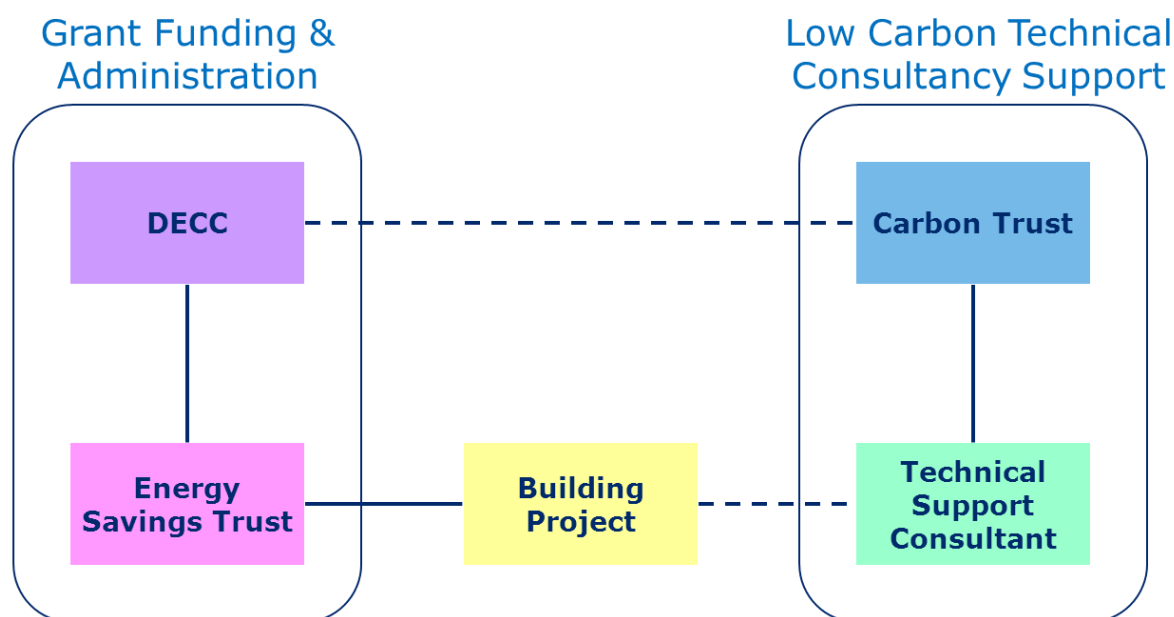 Grant Funding &
Administration
Low Carbon Technical
Consultancy Support
DECC
Carbon Trust
Energy
Savings Trust
Building
Project
Technical
Support
Consultant